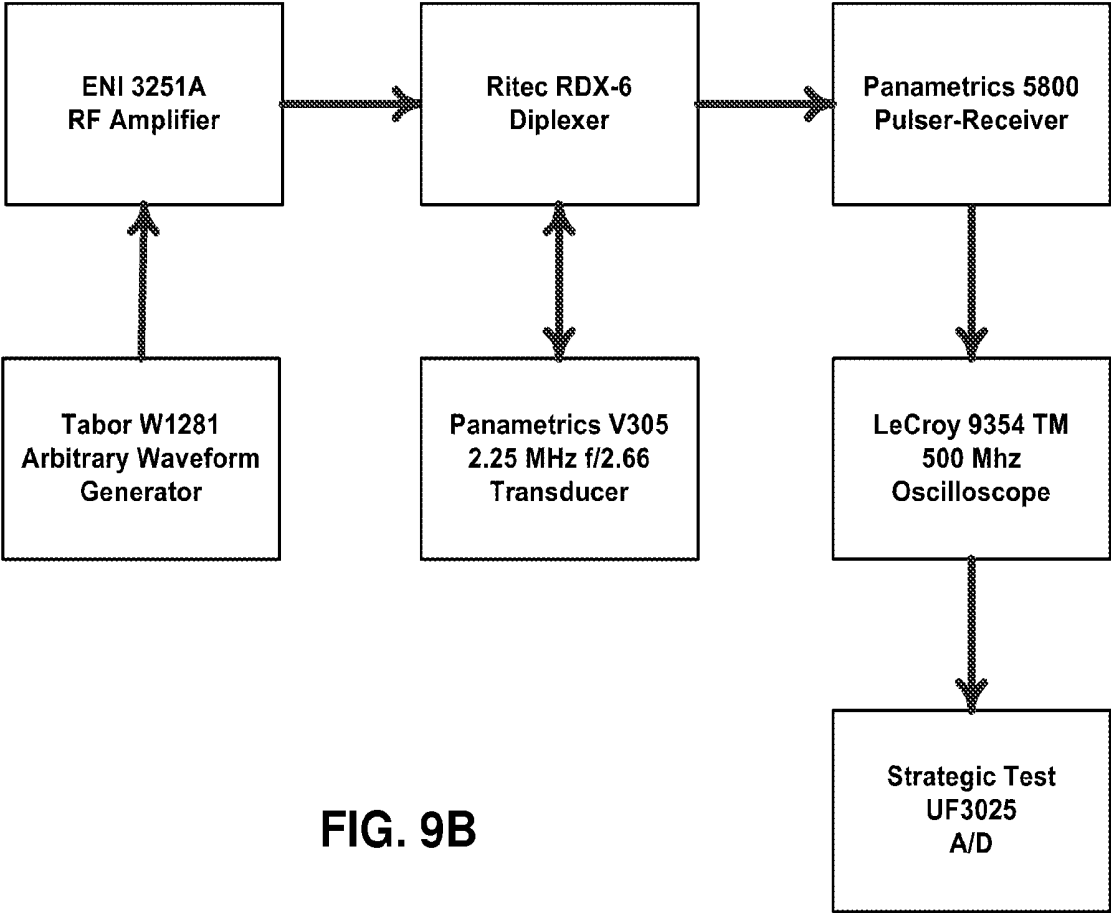 ENI 3251A
RF Amplifier
Ritec RDX-6
Diplexer
Panametrics 5800
Pulser-Receiver
Tabor W1281
Arbitrary Waveform
Generator
Panametrics V305
2.25 MHz f/2.66
Transducer
LeCroy 9354 TM
500 Mhz
Oscilloscope
Strategic Test
UF3025
A/D
FIG. 9B